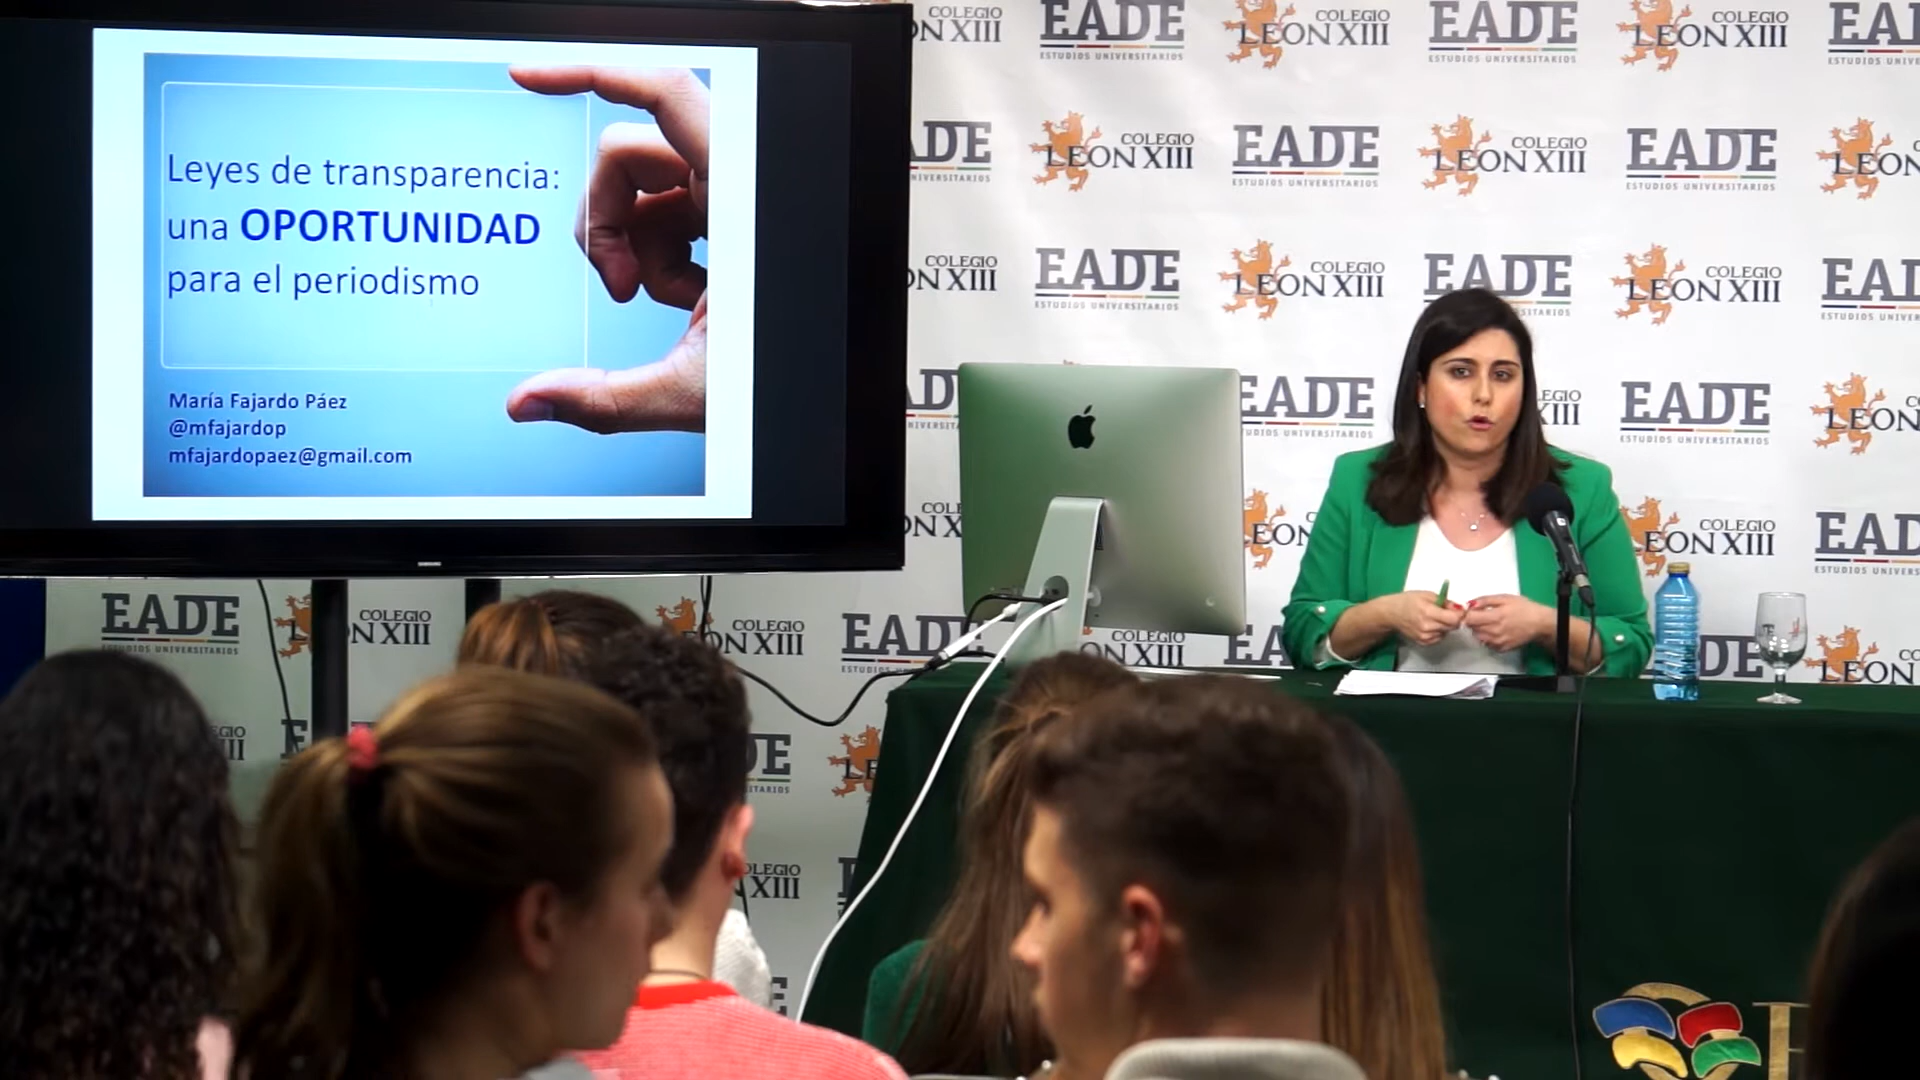 Leyes de transparencia:
una OPORTUNIDAD
para el periodismo
María Fajardo Páez
@mfajardop
mfajardopaez@gmail.com
SAMSUNG
COLEGIO
LEON XIII
EADE
ESTUDIOS UNIVERSITARIOS